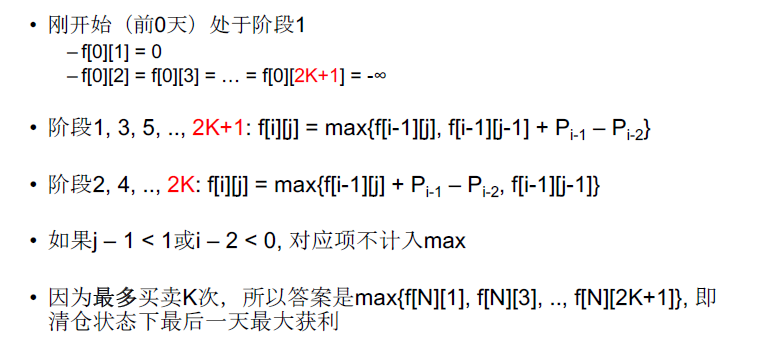 • 刚开始（前0天）处于阶段1
– f[0][1] = 0
– f[0][2] = f[0][3] = … = f[0][2K+1] = -∞
• 阶段1, 3, 5, .., 2K+1: f[i][j] = max{f[i-1][j], f[i-1][j-1] + Pi-1 – Pi-2}
• 阶段2, 4, .., 2K: f[i][j] = max{f[i-1][j] + Pi-1 – Pi-2, f[i-1][j-1]}
• 如果j – 1 < 1或i – 2 < 0, 对应项不计入max
• 因为最多买卖K次，所以答案是max{f[N][1], f[N][3], .., f[N][2K+1]}, 即
清仓状态下最后一天最大获利